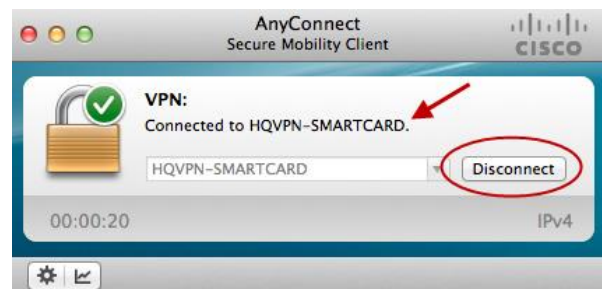 AnyConnect
Secure Mobility Client
CISCO
VPN:
Connected to HQVPN-SMARTCARD.
HQVPN-SMARTCARD
Disconnect
00:00:20
IPv4